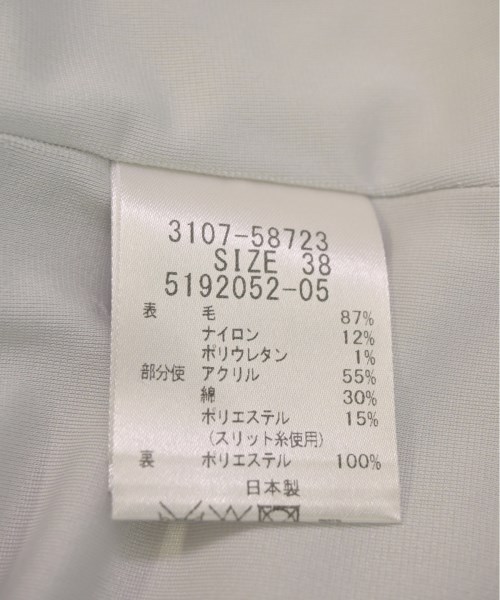 3107-58723
SIZE 38
5192052-05
表 毛 87%
ナイロン 12%
ポリウレタン 1%
部分使 アクリル 55%
綿 30%
ポリエステル 15%
(スリット糸使用)
裏 ポリエステル 100%
日本製